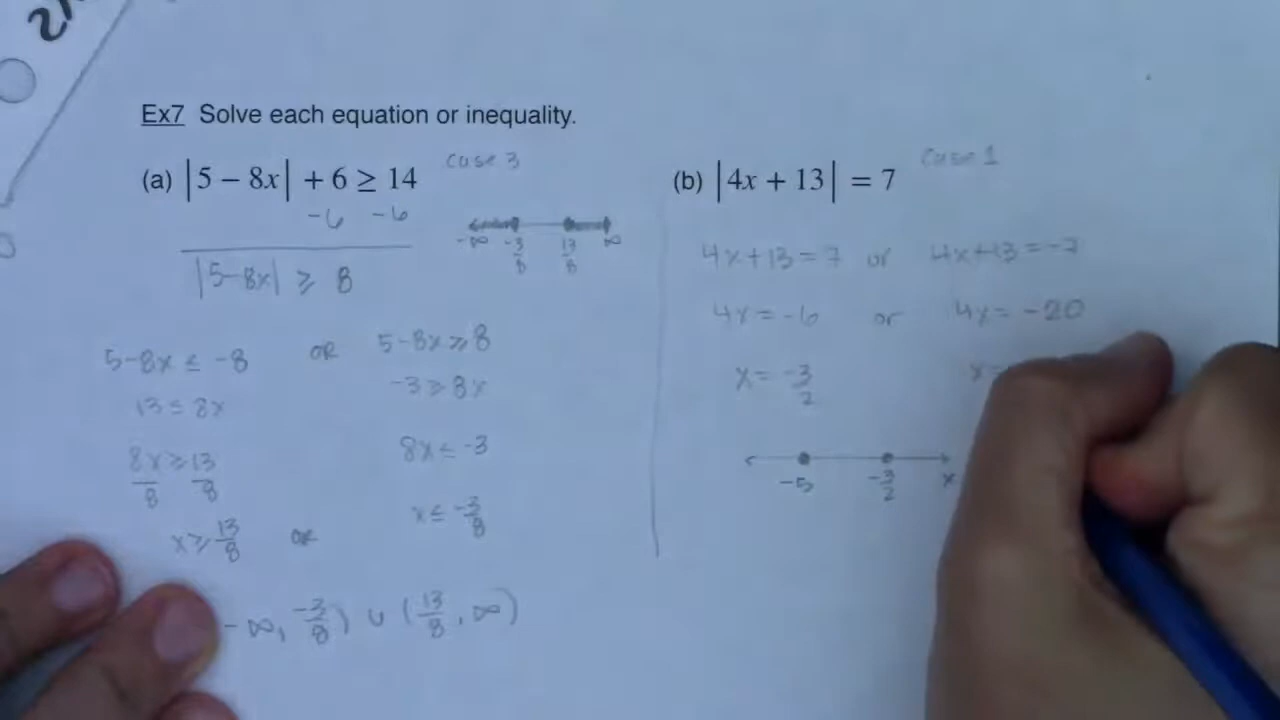 Ex7 Solve each equation or inequality.
(a) |5 − 8x| + 6 ≥ 14
case 3
-6 -6
-∞ -3/8 13/8 ∞
|5-8x| ≥ 8
5-8x ≤ -8 OR 5-8x ≥ 8
13 ≤ 8x
-3 ≥ 8x
8x/8 ≥ 13/8
8x ≤ -3
x ≥ 13/8 OR x ≤ -3/8
-∞, -3/8) ∪ (13/8, ∞)
(b) |4x + 13| = 7
Case 1
4x+13=7 or 4x+13=-7
4x=-6 or 4x=-20
x=-3/2
x=
-5 -3/2 x